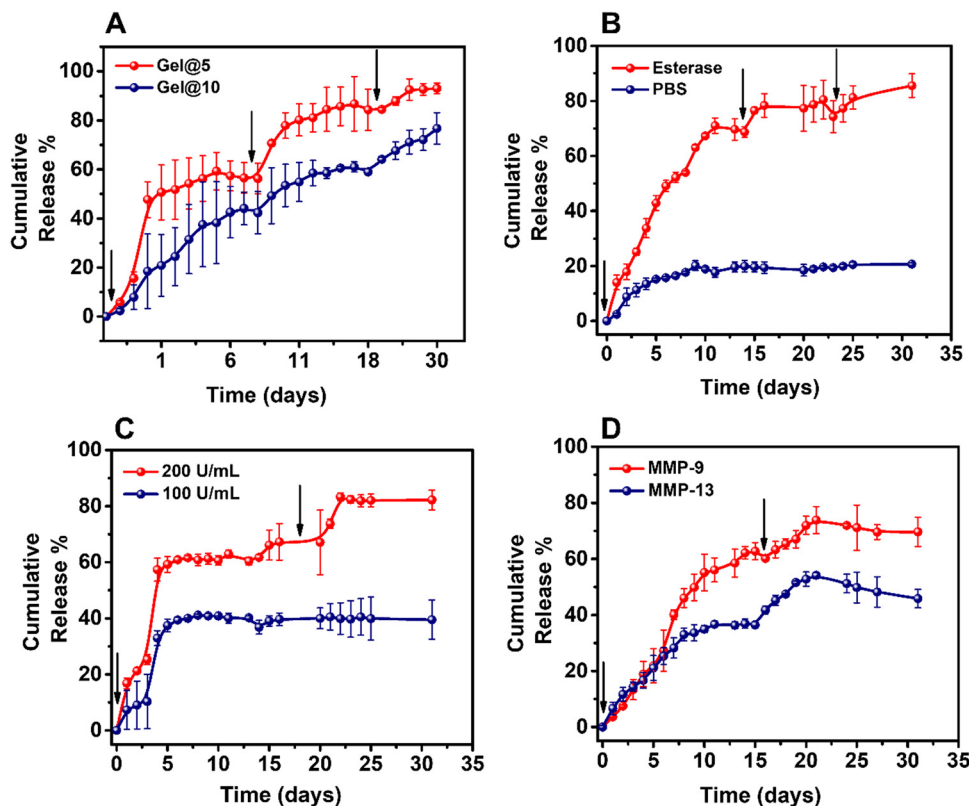 A
Gel@5
Gel@10
100
80
60
40
20
0
Cumulative
Release %
1 6 11 18 30
Time (days)
B
Esterase
PBS
100
80
60
40
20
0
Cumulative
Release %
0 5 10 15 20 25 30 35
Time (days)
C
200 U/mL
100 U/mL
100
80
60
40
20
0
Cumulative
Release %
0 5 10 15 20 25 30 35
Time (days)
D
MMP-9
MMP-13
100
80
60
40
20
0
Cumulative
Release %
0 5 10 15 20 25 30 35
Time (days)